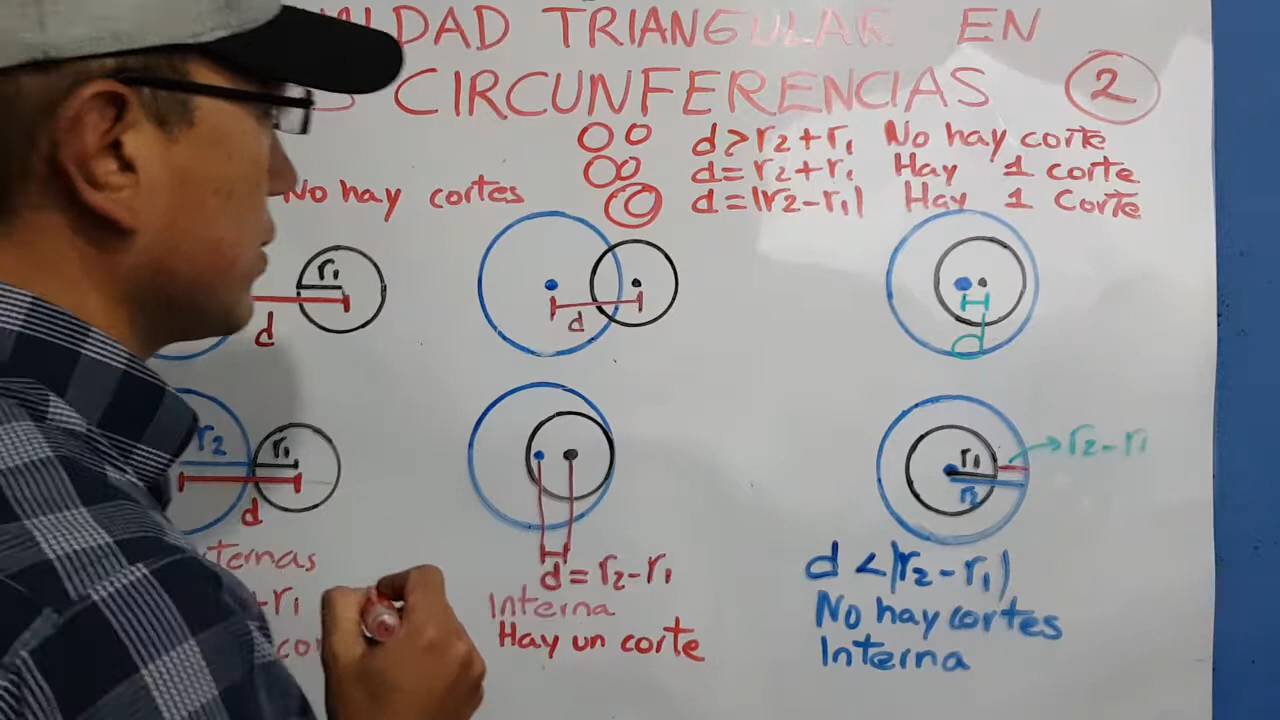 TRIANGULAR EN
CIRCUNFERENCIAS 2
d > r2 + r1 No hay corte
d = r2 + r1 Hay 1 corte
d = |r2 - r1| Hay 1 Corte
No hay cortes
r1
d
d
d
r2 r1
d
r1
r2
r2 - r1
d = r2 - r1
Interna
Hay un corte
d < |r2 - r1|
No hay cortes
Interna